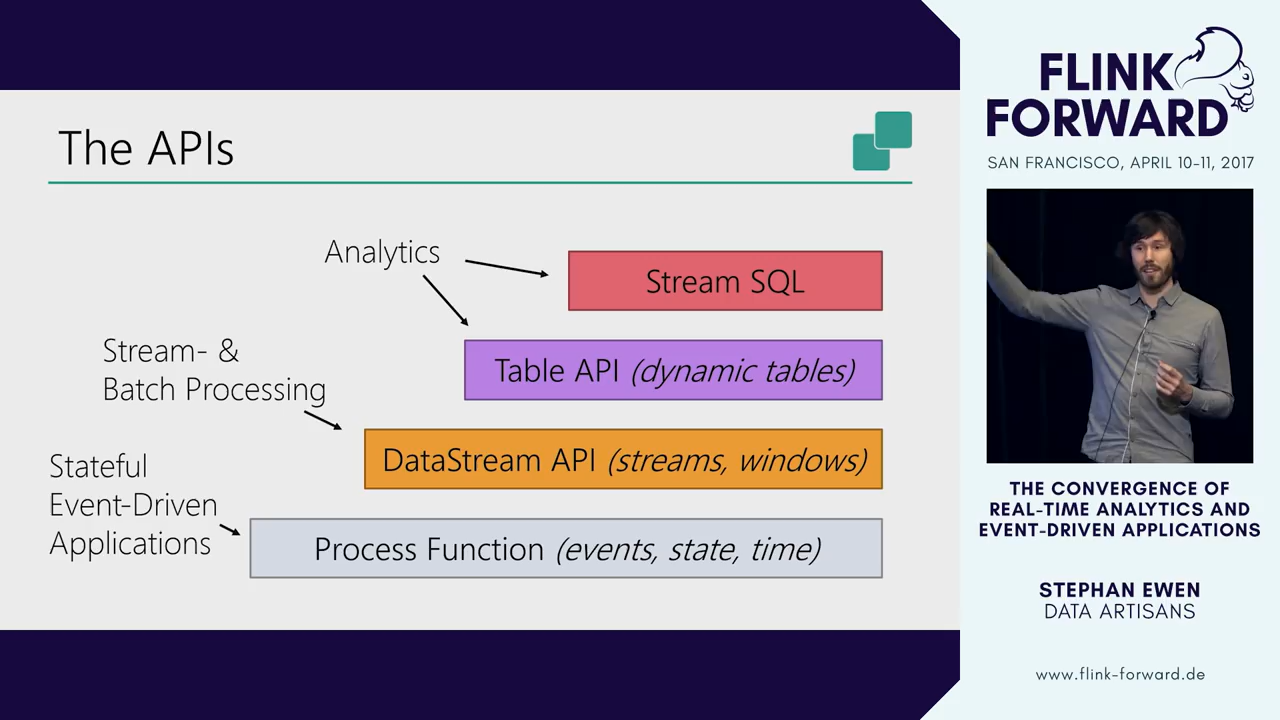 The APIs
Analytics
Stream SQL
Table API (dynamic tables)
Stream- &
Batch Processing
DataStream API (streams, windows)
Stateful
Event-Driven
Applications
Process Function (events, state, time)
FLINK
FORWARD
SAN FRANCISCO, APRIL 10-11, 2017
THE CONVERGENCE OF
REAL-TIME ANALYTICS AND
EVENT-DRIVEN APPLICATIONS
STEPHAN EWEN
DATA ARTISANS
www.flink-forward.de